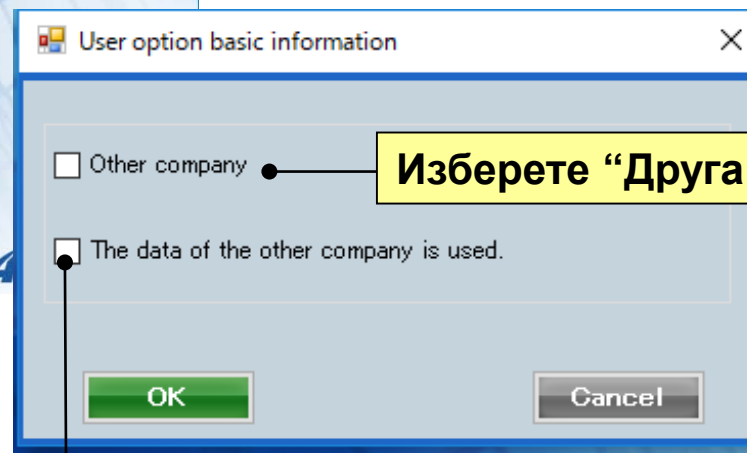 User option basic information
Other company
Изберете “Друга
The data of the other company is used.
OK
Cancel